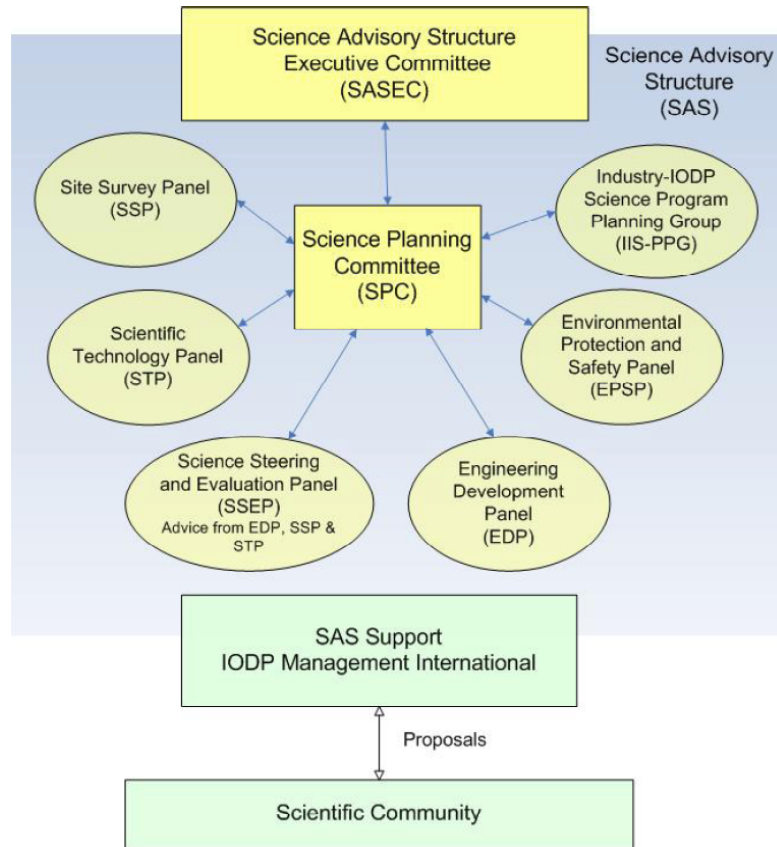 Science Advisory Structure
Executive Committee
(SASEC)
Science Advisory
Structure
(SAS)
Site Survey Panel
(SSP)
Industry-IODP
Science Program
Planning Group
(IIS-PPG)
Science Planning
Committee
(SPC)
Scientific
Technology Panel
(STP)
Environmental
Protection and
Safety Panel
(EPSP)
Science Steering
and Evaluation Panel
(SSEP)
Advice from EDP, SSP &
STP
Engineering
Development
Panel
(EDP)
SAS Support
IODP Management International
Proposals
Scientific Community